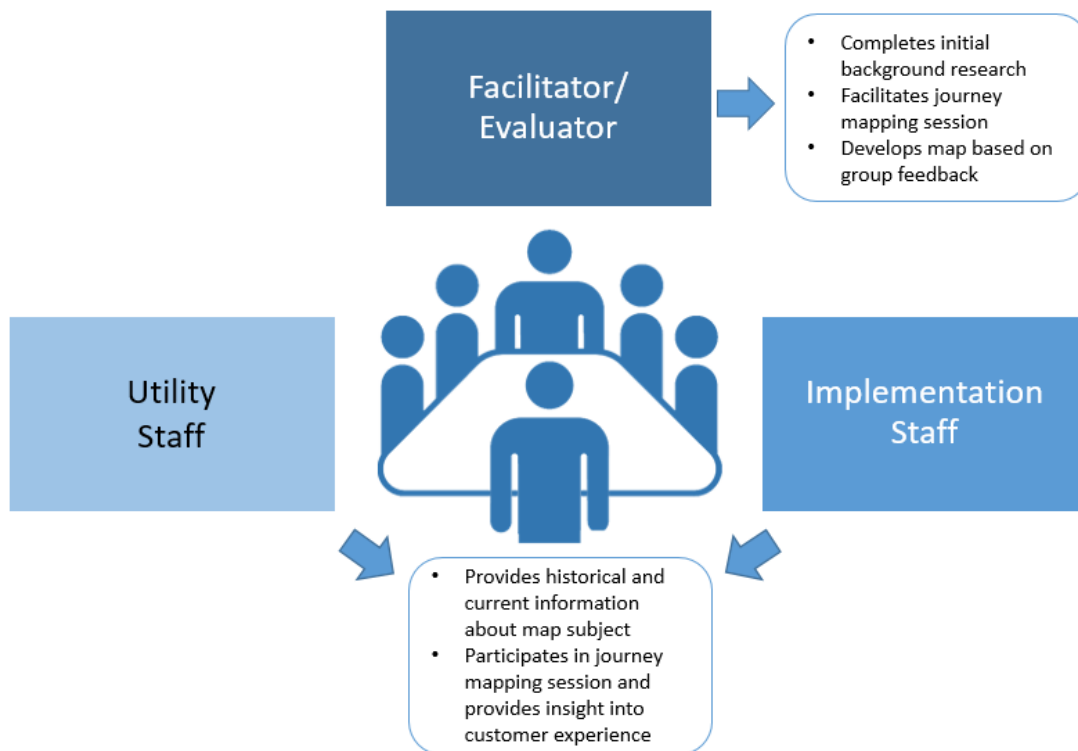 Facilitator/
Evaluator
• Completes initial
background research
• Facilitates journey
mapping session
• Develops map based on
group feedback
Utility
Staff
Implementation
Staff
• Provides historical and
current information
about map subject
• Participates in journey
mapping session and
provides insight into
customer experience